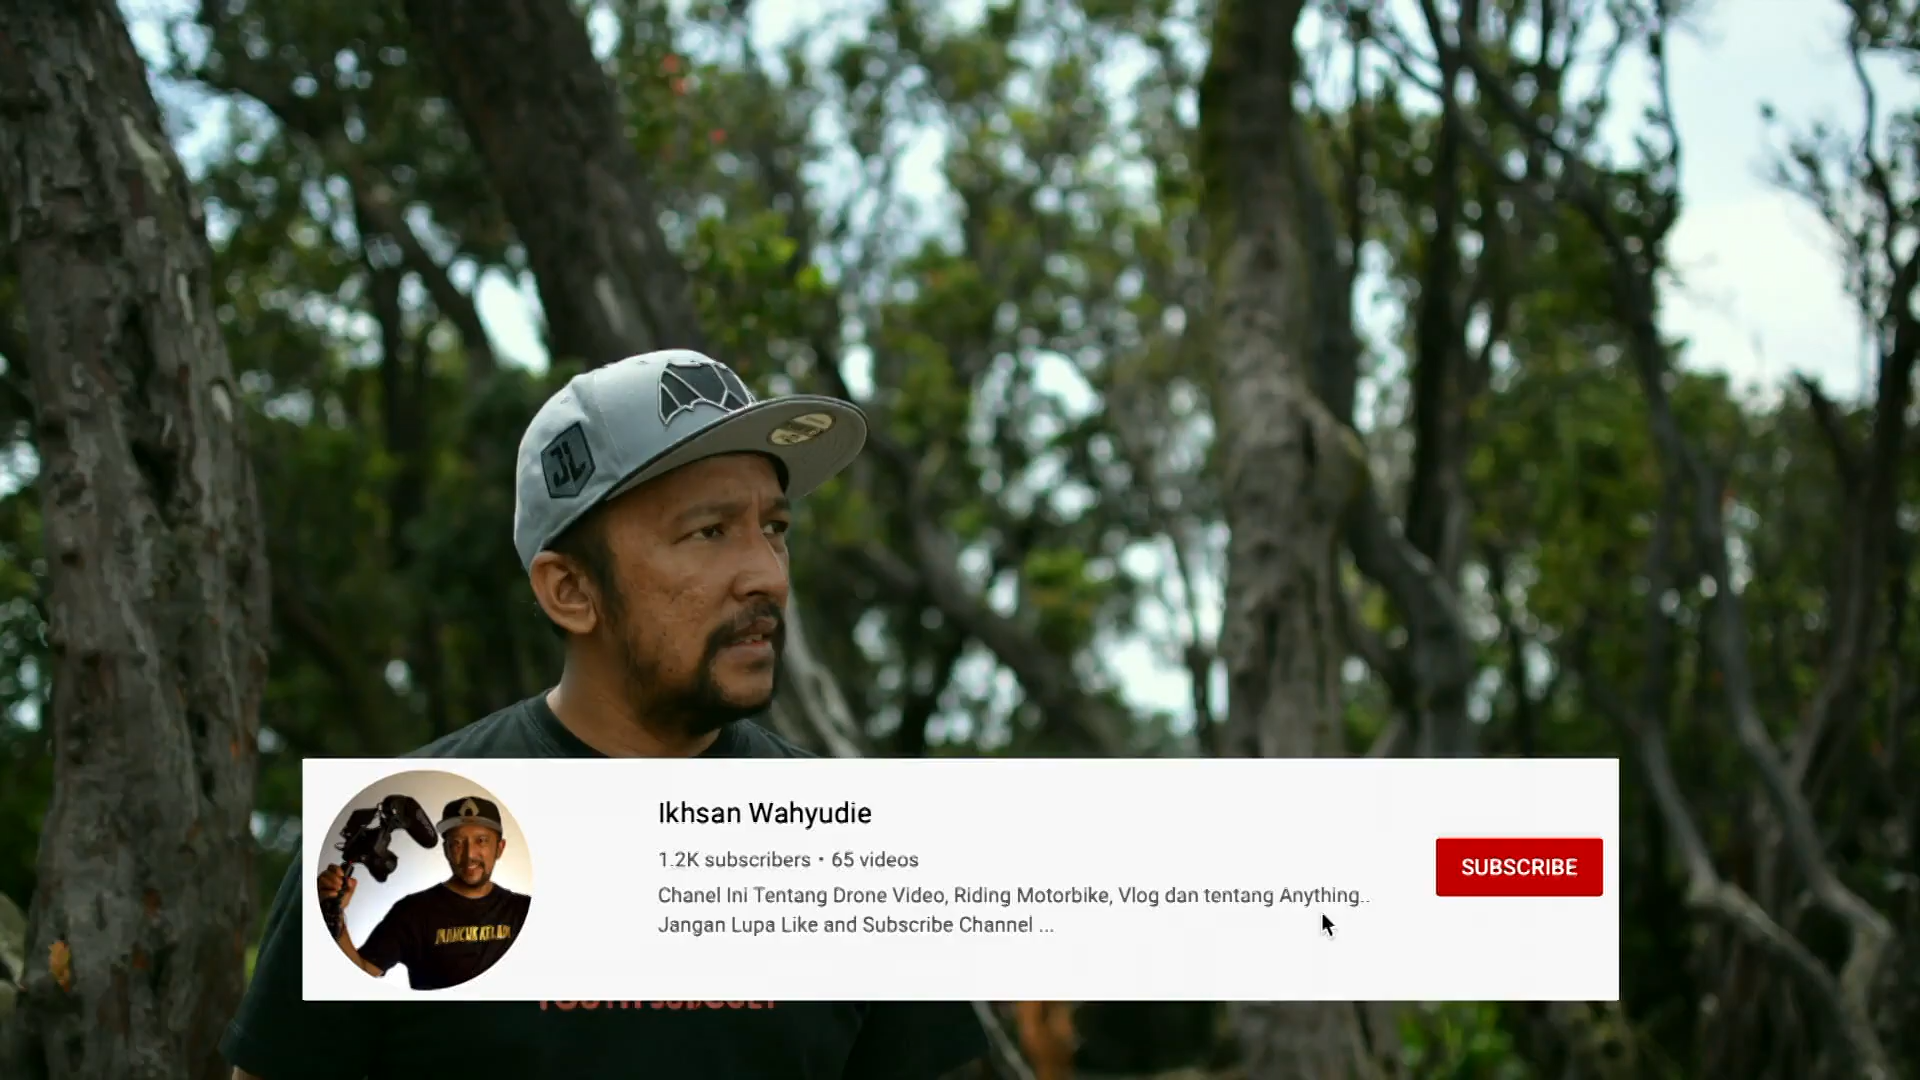 JL
Ikhsan Wahyudie
1.2K subscribers • 65 videos
SUBSCRIBE
Chanel Ini Tentang Drone Video, Riding Motorbike, Vlog dan tentang Anything..
Jangan Lupa Like and Subscribe Channel ...